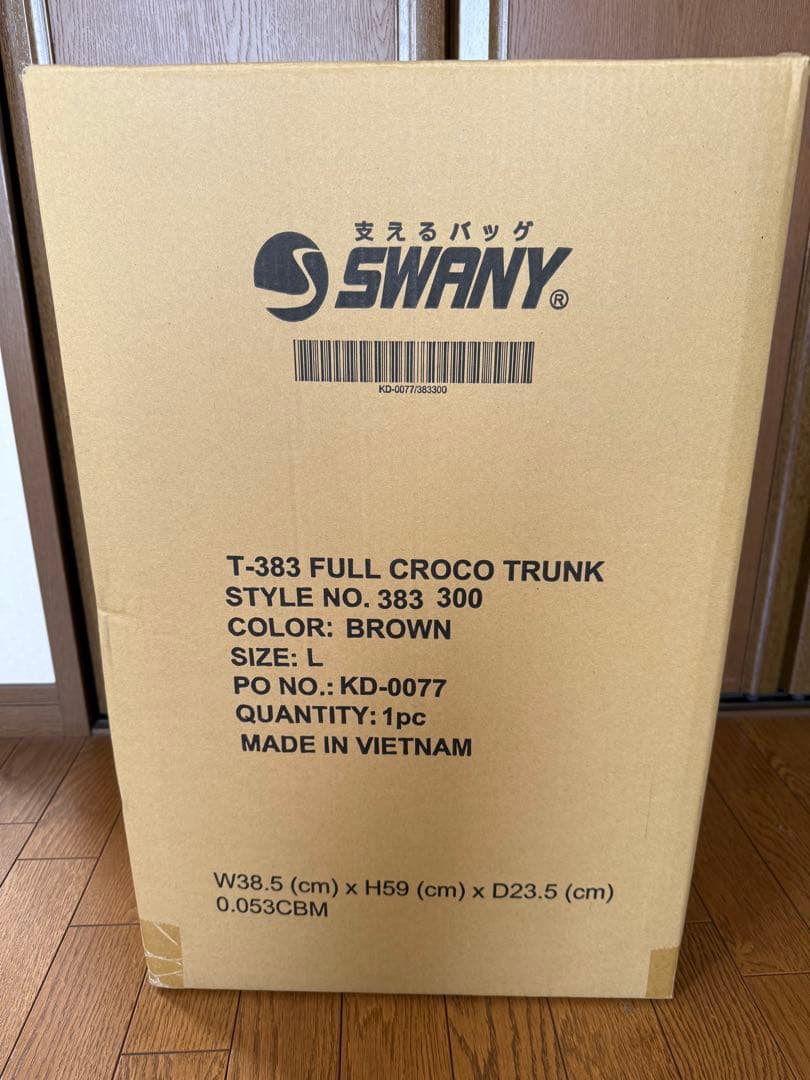 支えるバッグ
SWANY®
KD-0077/383300
T-383 FULL CROCO TRUNK
STYLE NO. 383 300
COLOR: BROWN
SIZE: L
PO NO.: KD-0077
QUANTITY: 1pc
MADE IN VIETNAM
W38.5 (cm) x H59 (cm) x D23.5 (cm)
0.053CBM